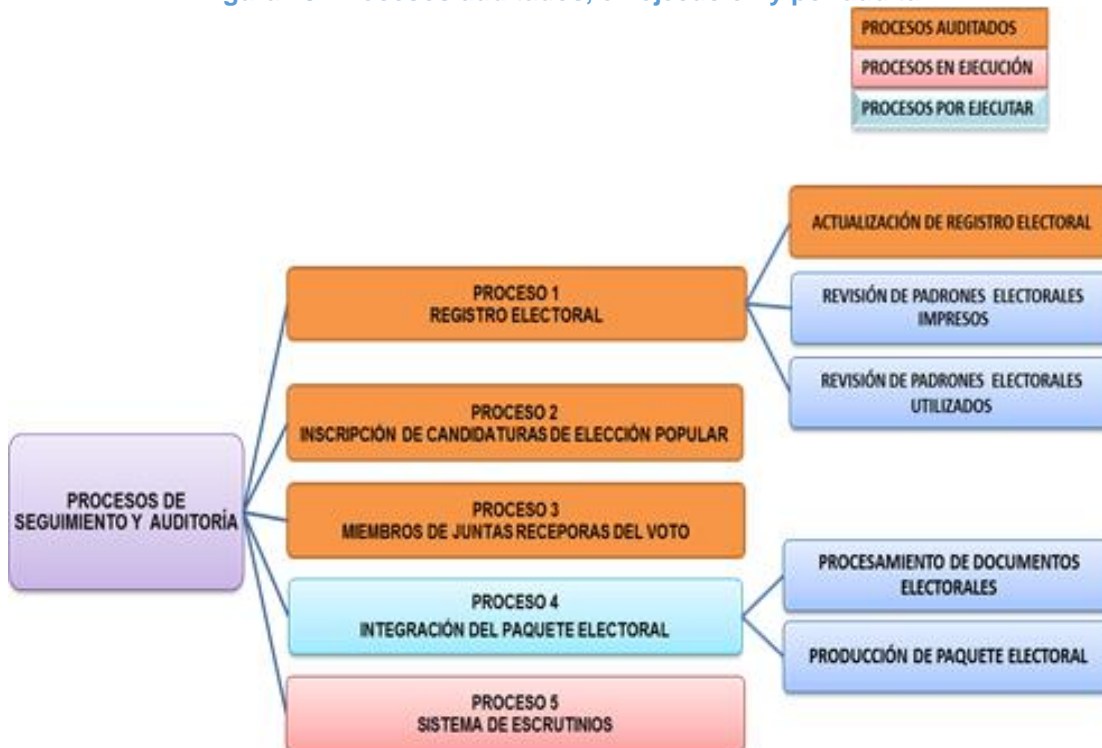 PROCESOS AUDITADOS
PROCESOS EN EJECUCIÓN
PROCESOS POR EJECUTAR
ACTUALIZACIÓN DE REGISTRO ELECTORAL
PROCESO 1
REGISTRO ELECTORAL
REVISIÓN DE PADRONES ELECTORALES
IMPRESOS
REVISIÓN DE PADRONES ELECTORALES
UTILIZADOS
PROCESO 2
INSCRIPCIÓN DE CANDIDATURAS DE ELECCIÓN POPULAR
PROCESOS DE
SEGUIMIENTO Y AUDITORÍA
PROCESO 3
MIEMBROS DE JUNTAS RECEPORAS DEL VOTO
PROCESO 4
INTEGRACIÓN DEL PAQUETE ELECTORAL
PROCESAMIENTO DE DOCUMENTOS
ELECTORALES
PRODUCCIÓN DE PAQUETE ELECTORAL
PROCESO 5
SISTEMA DE ESCRUTINIOS